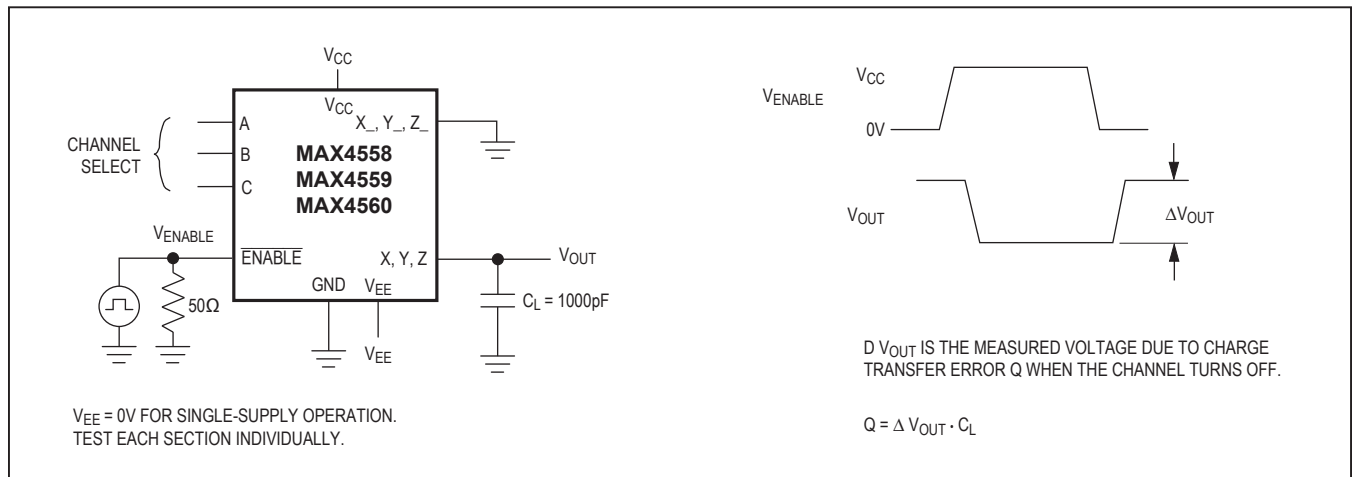 VCC
VCC
A
X_, Y_, Z_
CHANNEL
SELECT
B
C
MAX4558
MAX4559
MAX4560
VENABLE
ENABLE
X, Y, Z
VOUT
50Ω
GND
VEE
CL = 1000pF
VEE
VEE = 0V FOR SINGLE-SUPPLY OPERATION.
TEST EACH SECTION INDIVIDUALLY.
VCC
VENABLE
0V
VOUT
ΔVOUT
D VOUT IS THE MEASURED VOLTAGE DUE TO CHARGE
TRANSFER ERROR Q WHEN THE CHANNEL TURNS OFF.
Q = Δ VOUT · CL